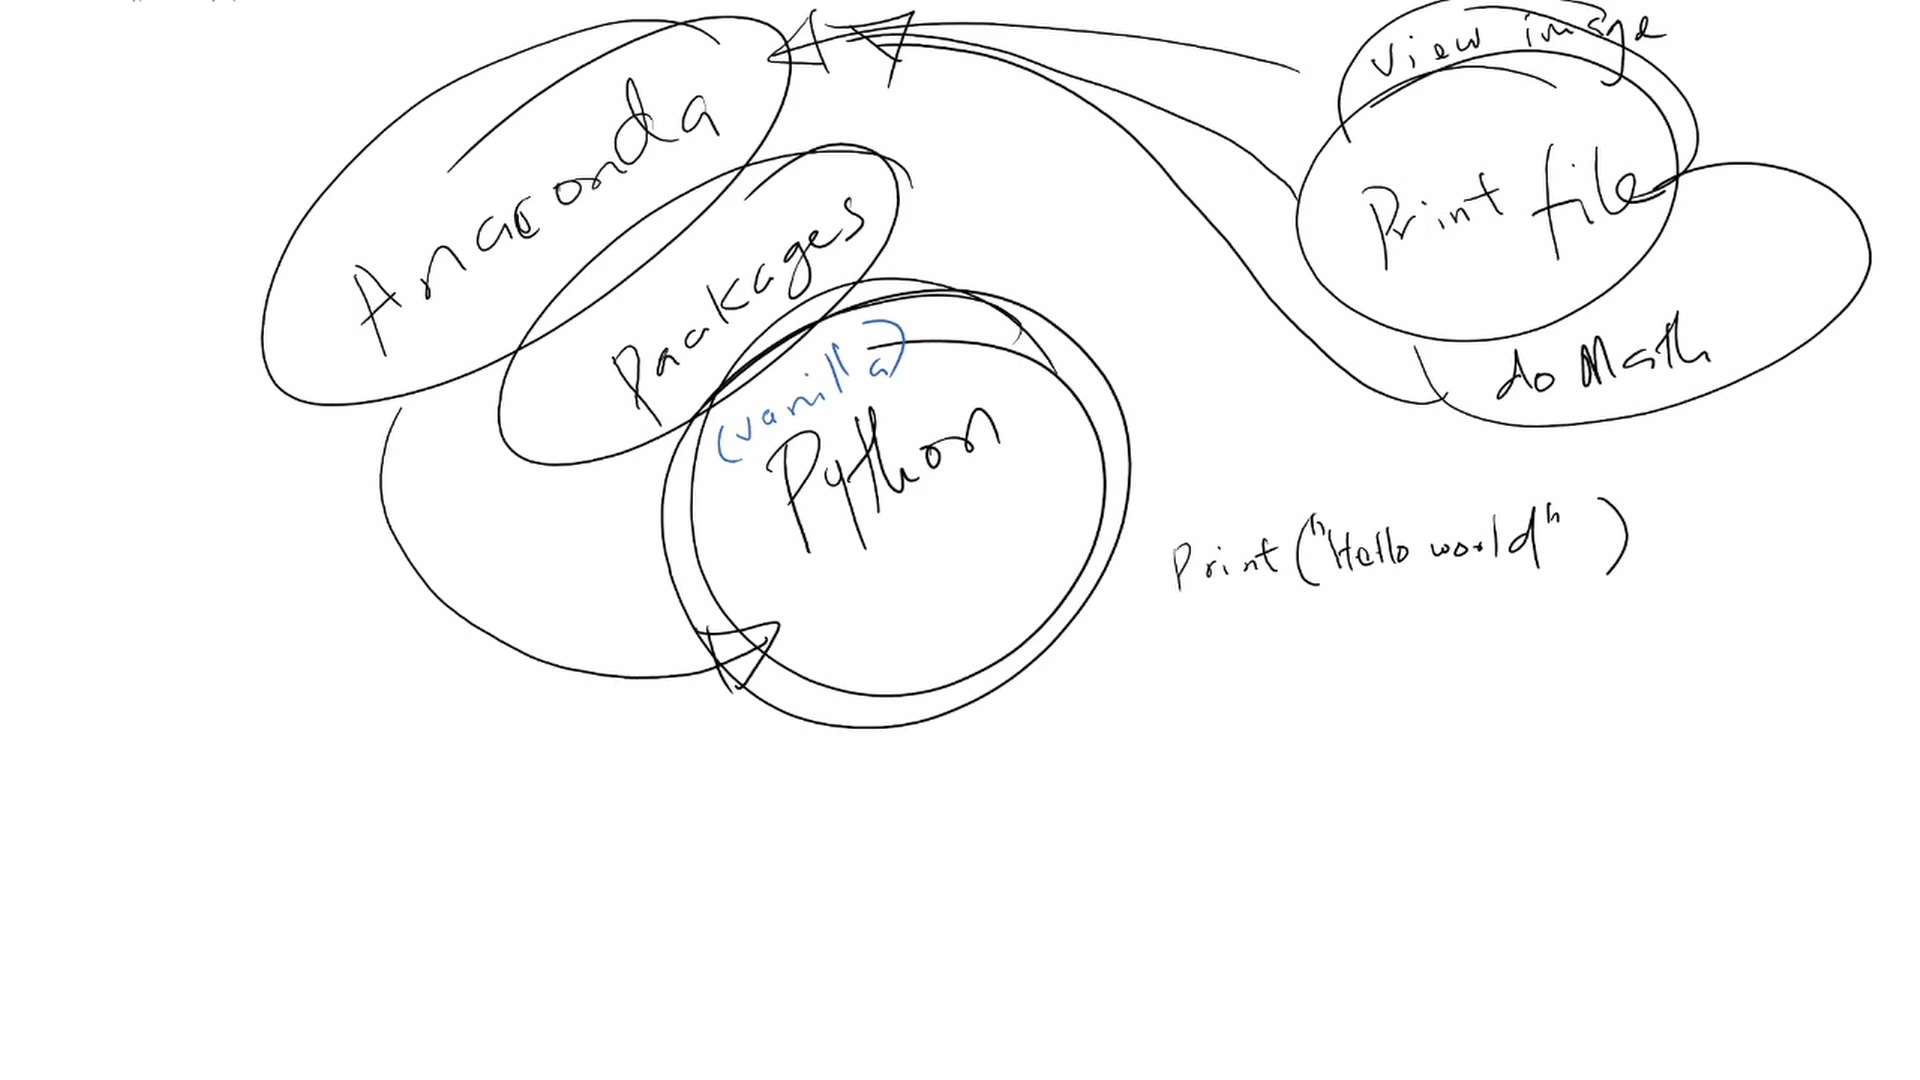 View image
Anaconda
Print file
Packages
do Math
(vanilla)
Python
Print ("Hello world")